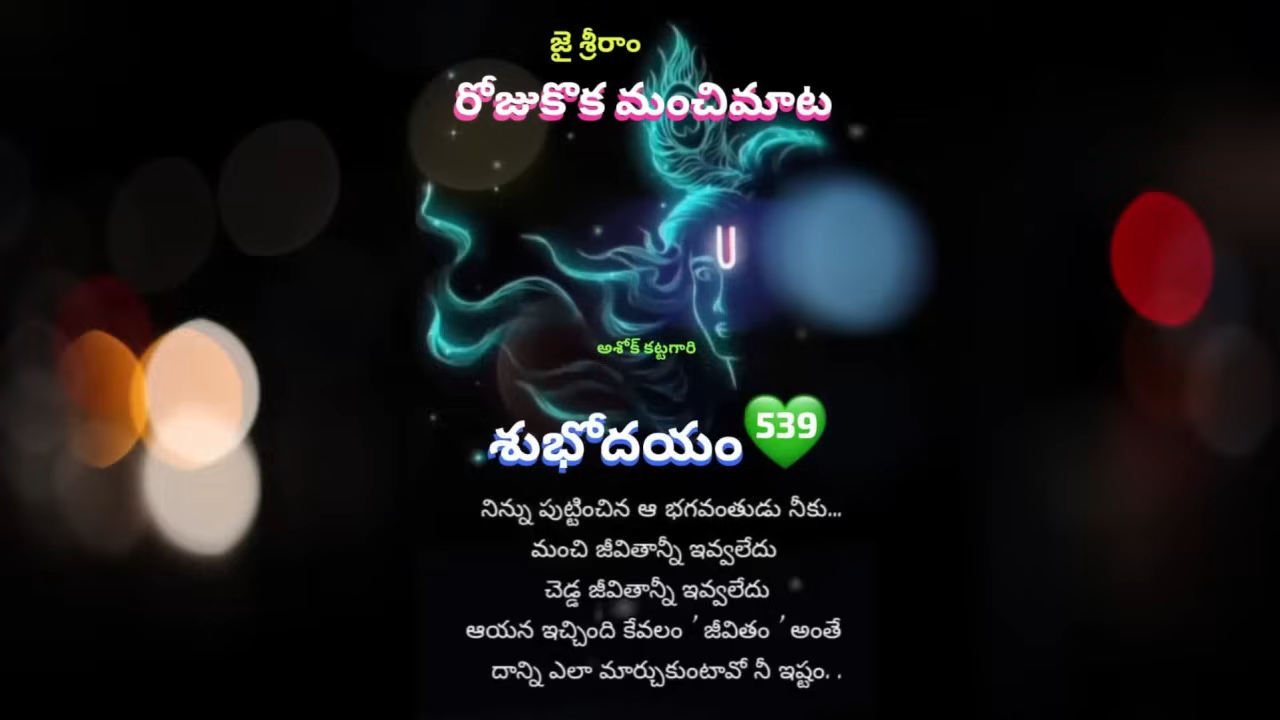 జై శ్రీరాం
రోజుకొక మంచిమాట
అశోక్ కట్టగారి
శుభోదయం 539
నిన్ను పుట్టించిన ఆ భగవంతుడు నీకు...
మంచి జీవితాన్నీ ఇవ్వలేదు
చెడ్డ జీవితాన్నీ ఇవ్వలేదు
ఆయన ఇచ్చింది కేవలం ' జీవితం ' అంతే
దాన్ని ఎలా మార్చుకుంటావో నీ ఇష్టం. .